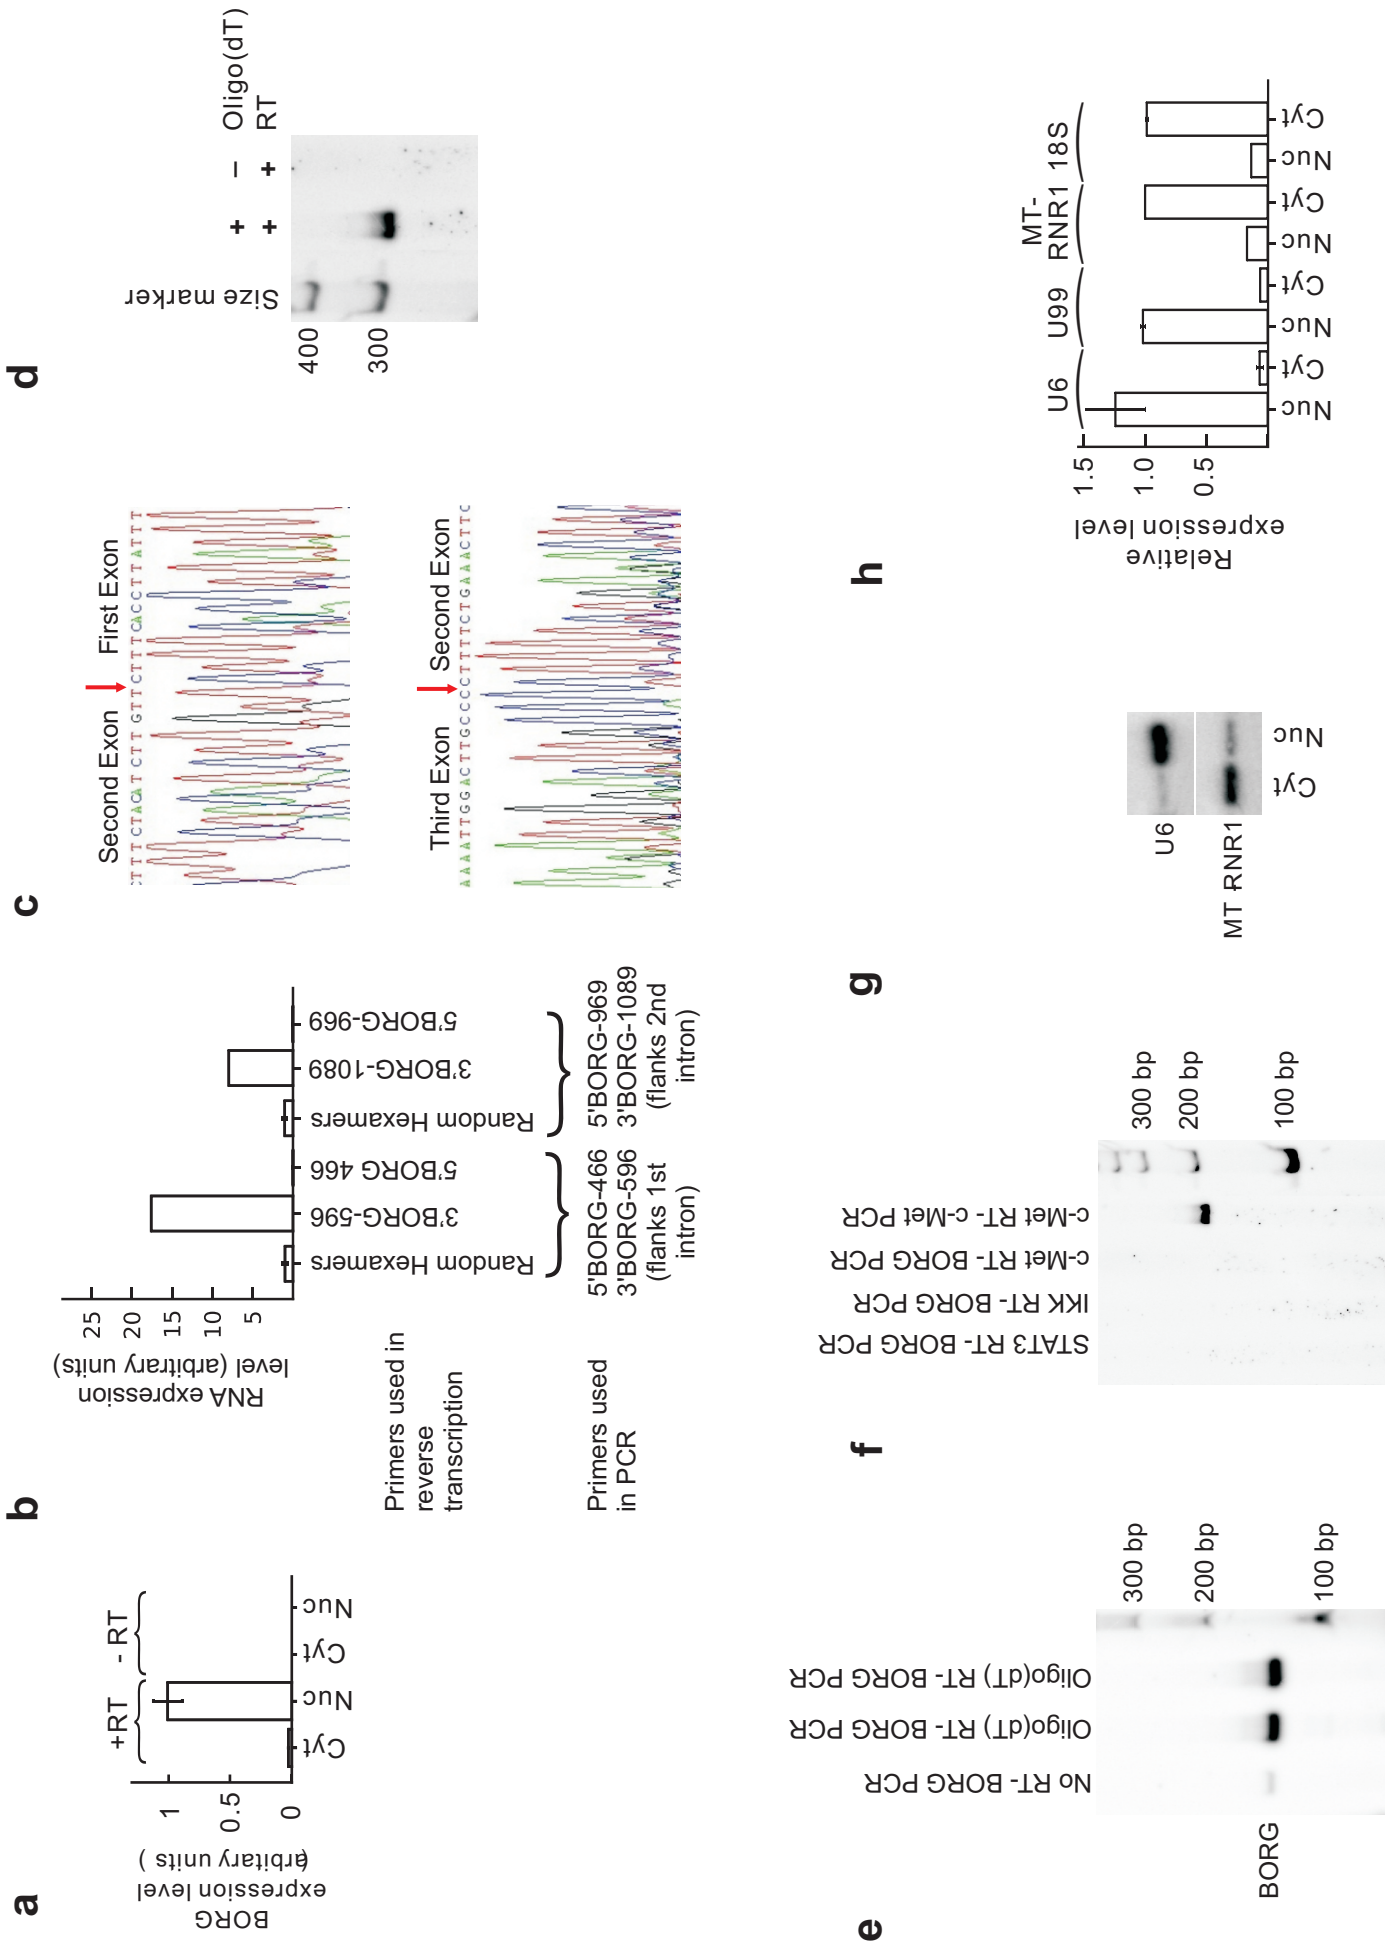 a
BORG
expression level
(arbitary units )
1
0.5
0
+RT
- RT
Cyt
Nuc
Cyt
Nuc
b
RNA expression
level (arbitrary units)
25
20
15
10
5
Primers used in
reverse
transcription
Random Hexamers
3'BORG-596
5'BORG 466
Random Hexamers
3'BORG-1089
5'BORG-969
Primers used
in PCR
5'BORG-466
3'BORG-596
(flanks 1st
intron)
5'BORG-969
3'BORG-1089
(flanks 2nd
intron)
c
Second Exon
First Exon
C T T T C T A C A T C T T G T T C T T T C A C C T T A T T
Third Exon
Second Exon
A A A A T T G G A C T T G C C C C T T T C T G A A A C T T C
d
Size marker
+
–
Oligo(dT)
+
+
RT
400
300
e
No RT- BORG PCR
Oligo(dT) RT- BORG PCR
Oligo(dT) RT- BORG PCR
300 bp
200 bp
100 bp
BORG
f
STAT3 RT- BORG PCR
IKK RT- BORG PCR
c-Met RT- BORG PCR
c-Met RT- c-Met PCR
300 bp
200 bp
100 bp
g
U6
MT RNR1
Cyt
Nuc
h
Relative
expression level
1.5
1.0
0.5
U6
U99
MT-
RNR1
18S
Nuc
Cyt
Nuc
Cyt
Nuc
Cyt
Nuc
Cyt